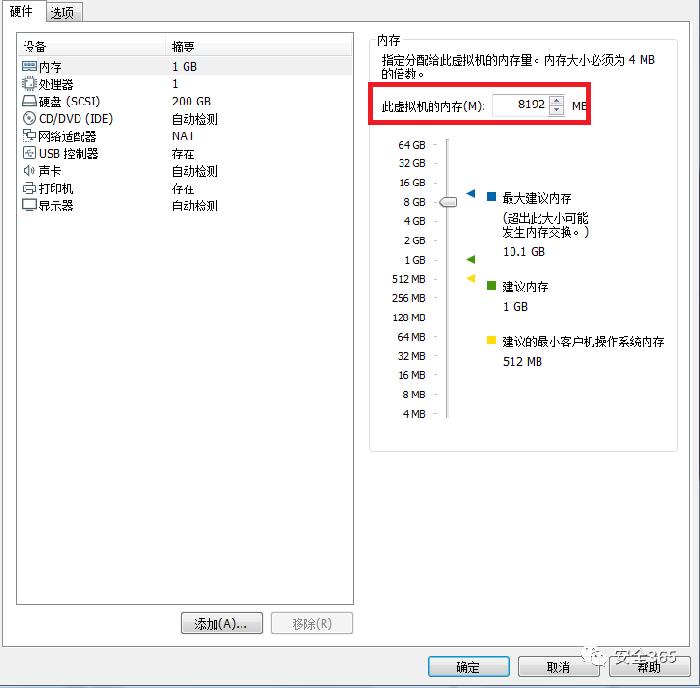 硬件 选项
设备 摘要
内存 1 GB
处理器 1
硬盘 (SCSI) 200 GB
CD/DVD (IDE) 自动检测
网络适配器 NAT
USB 控制器 存在
声卡 自动检测
打印机 存在
显示器 自动检测
添加(A)... 移除(R)
内存
指定分配给此虚拟机的内存量。内存大小必须为 4 MB
的倍数。
此虚拟机的内存(M): 8192 MB
64 GB
32 GB
16 GB
8 GB
4 GB
2 GB
1 GB
512 MB
256 MB
128 MB
64 MB
32 MB
16 MB
8 MB
4 MB
最大建议内存
(超出此大小可能
发生内存交换。)
10.1 GB
建议内存
1 GB
建议的最小客户机操作系统内存
512 MB
确定 取消 帮助
安全365